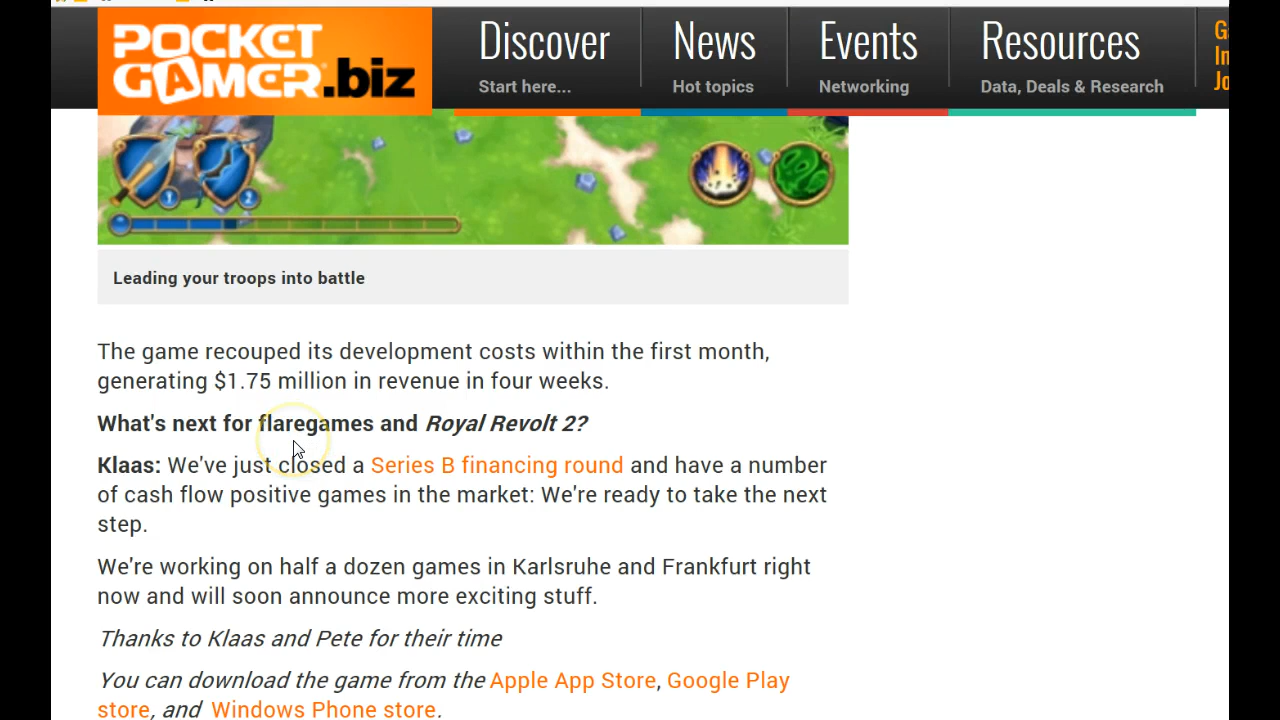 POCKET
GAMER.biz
Discover
Start here...
News
Hot topics
Events
Networking
Resources
Data, Deals & Research
1
2
Leading your troops into battle
The game recouped its development costs within the first month,
generating $1.75 million in revenue in four weeks.
What's next for flaregames and Royal Revolt 2?
Klaas: We've just closed a Series B financing round and have a number
of cash flow positive games in the market: We're ready to take the next
step.
We're working on half a dozen games in Karlsruhe and Frankfurt right
now and will soon announce more exciting stuff.
Thanks to Klaas and Pete for their time
You can download the game from the Apple App Store, Google Play
store, and Windows Phone store.